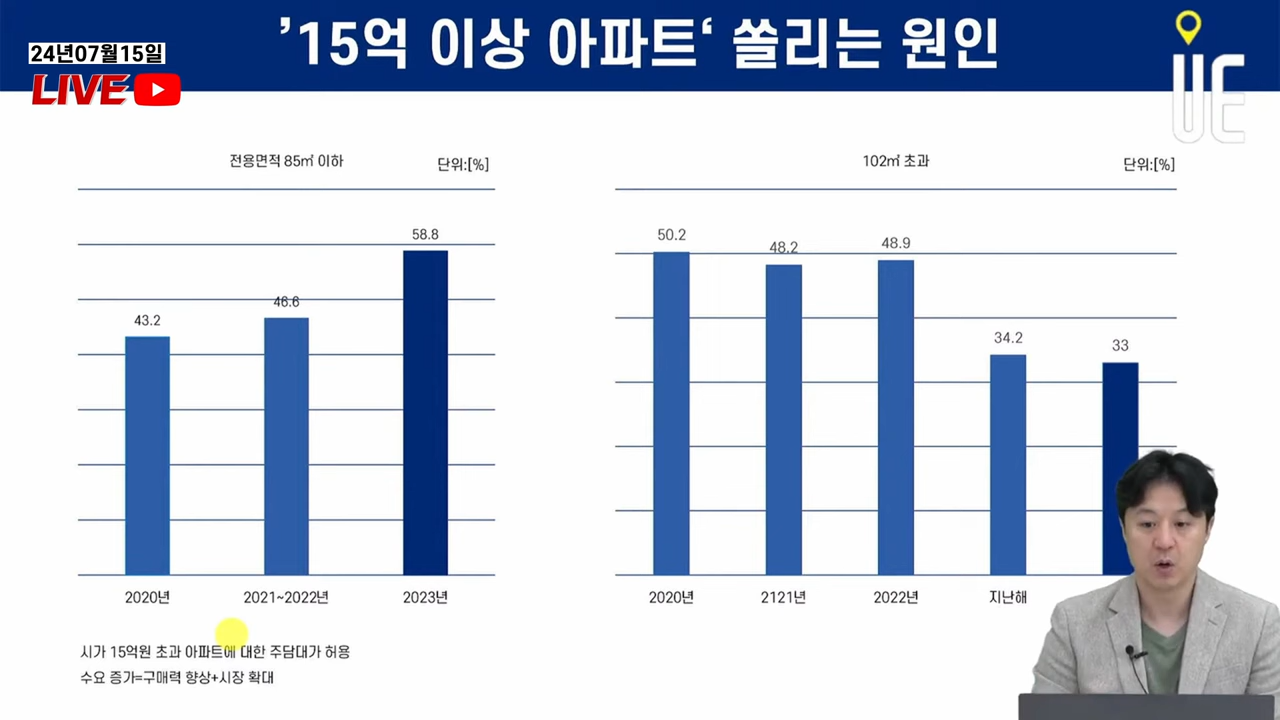 ’15억 이상 아파트‘ 쏠리는 원인
24년07월15일
LIVE
UE
전용면적 85㎡ 이하
단위:[%]
58.8
46.6
43.2
2020년
2021~2022년
2023년
102㎡ 초과
단위:[%]
50.2
48.2
48.9
34.2
33
2020년
2121년
2022년
지난해
시가 15억원 초과 아파트에 대한 주담대가 허용
수요 증가=구매력 향상+시장 확대